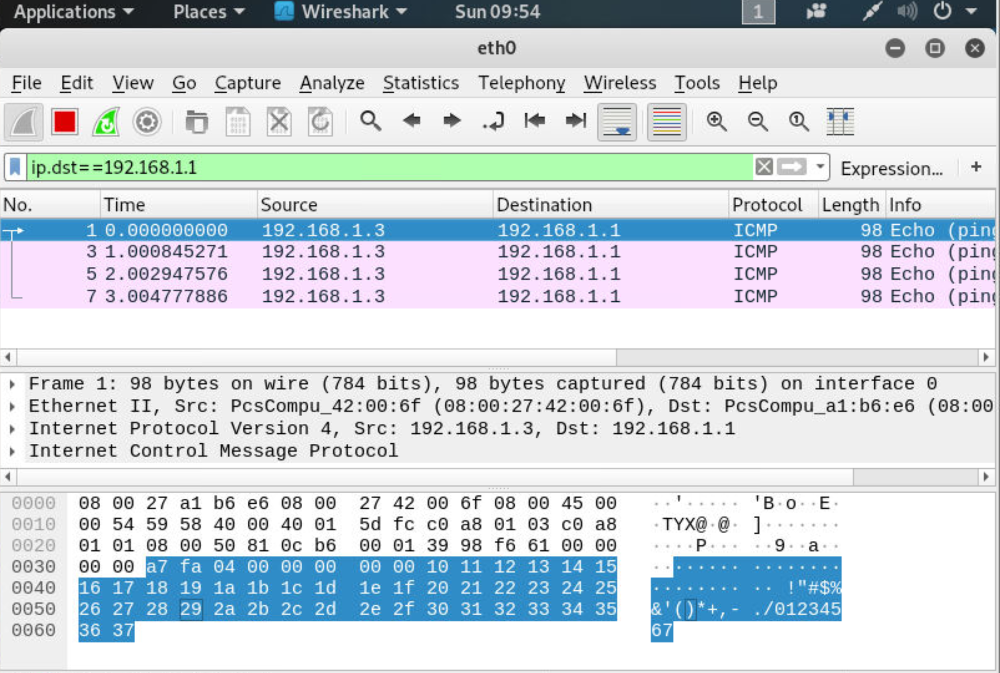 Applications Places Wireshark Sun 09:54 1
eth0
File Edit View Go Capture Analyze Statistics Telephony Wireless Tools Help
ip.dst==192.168.1.1 Expression... +
No. Time Source Destination Protocol Length Info
1 0.000000000 192.168.1.3 192.168.1.1 ICMP 98 Echo (ping
3 1.000845271 192.168.1.3 192.168.1.1 ICMP 98 Echo (ping
5 2.002947576 192.168.1.3 192.168.1.1 ICMP 98 Echo (ping
7 3.004777886 192.168.1.3 192.168.1.1 ICMP 98 Echo (ping
Frame 1: 98 bytes on wire (784 bits), 98 bytes captured (784 bits) on interface 0
Ethernet II, Src: PcsCompu_42:00:6f (08:00:27:42:00:6f), Dst: PcsCompu_a1:b6:e6 (08:00
Internet Protocol Version 4, Src: 192.168.1.3, Dst: 192.168.1.1
Internet Control Message Protocol
0000 08 00 27 a1 b6 e6 08 00 27 42 00 6f 08 00 45 00 ··'····· 'B·o··E·
0010 00 54 59 58 40 00 40 01 5d fc c0 a8 01 03 c0 a8 ·TYX@·@· ]·······
0020 01 01 08 00 50 81 0c b6 00 01 39 98 f6 61 00 00 ····P··· ··9··a··
0030 00 00 a7 fa 04 00 00 00 00 00 10 11 12 13 14 15 ········ ········
0040 16 17 18 19 1a 1b 1c 1d 1e 1f 20 21 22 23 24 25 ········ ·· !"#$%
0050 26 27 28 29 2a 2b 2c 2d 2e 2f 30 31 32 33 34 35 &'()*+,- ./012345
0060 36 37 67